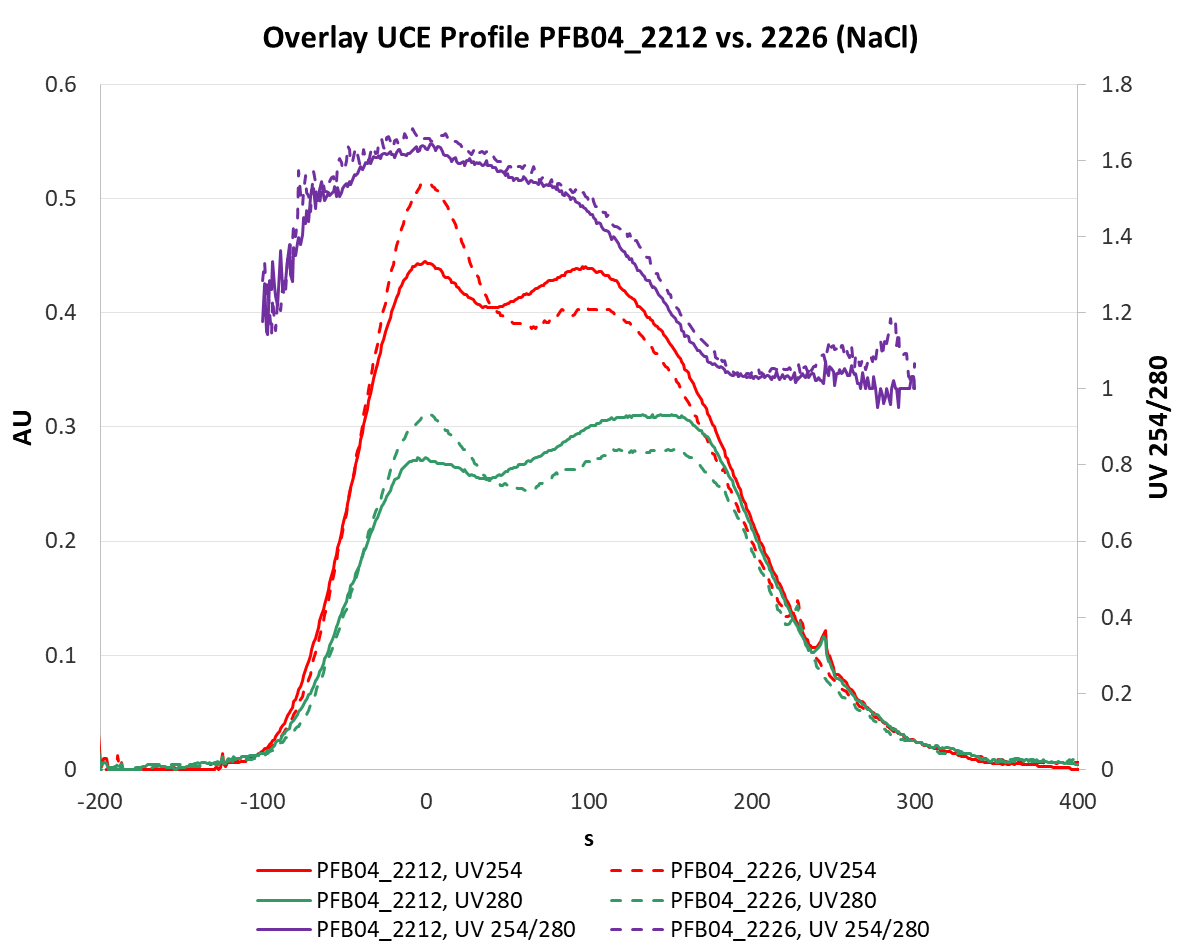 Overlay UCE Profile PFB04_2212 vs. 2226 (NaCl)
0.6
0.5
0.4
0.3
0.2
0.1
0
AU
1.8
1.6
1.4
1.2
1
0.8
0.6
0.4
0.2
0
UV 254/280
-200 -100 0 100 200 300 400
s
PFB04_2212, UV254 PFB04_2226, UV254
PFB04_2212, UV280 PFB04_2226, UV280
PFB04_2212, UV 254/280 PFB04_2226, UV 254/280